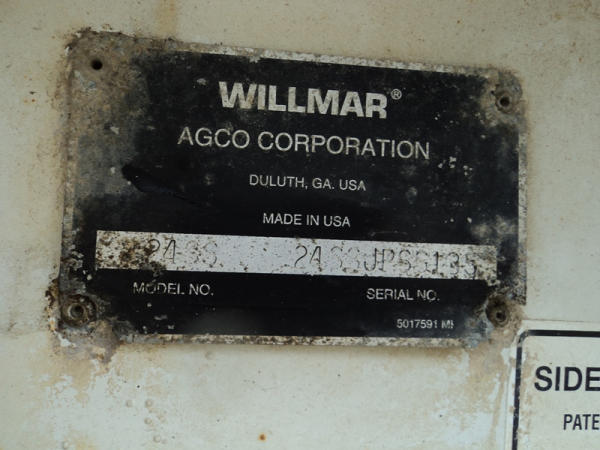 WILLMAR®
AGCO CORPORATION
DULUTH, GA. USA
MADE IN USA
MODEL NO. SERIAL NO.
5017591 MI
SIDE
PATE